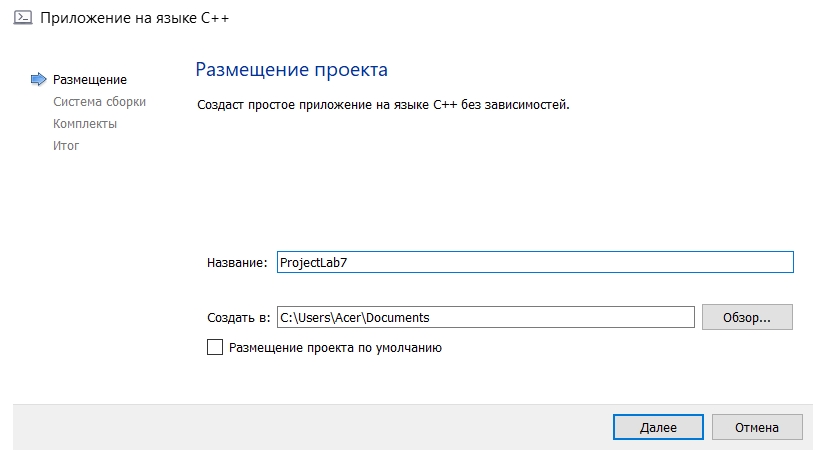 Приложение на языке C++
Размещение
Система сборки
Комплекты
Итог
Размещение проекта
Создаст простое приложение на языке C++ без зависимостей.
Название: ProjectLab7
Создать в: C:\Users\Acer\Documents Обзор...
Размещение проекта по умолчанию
Далее Отмена